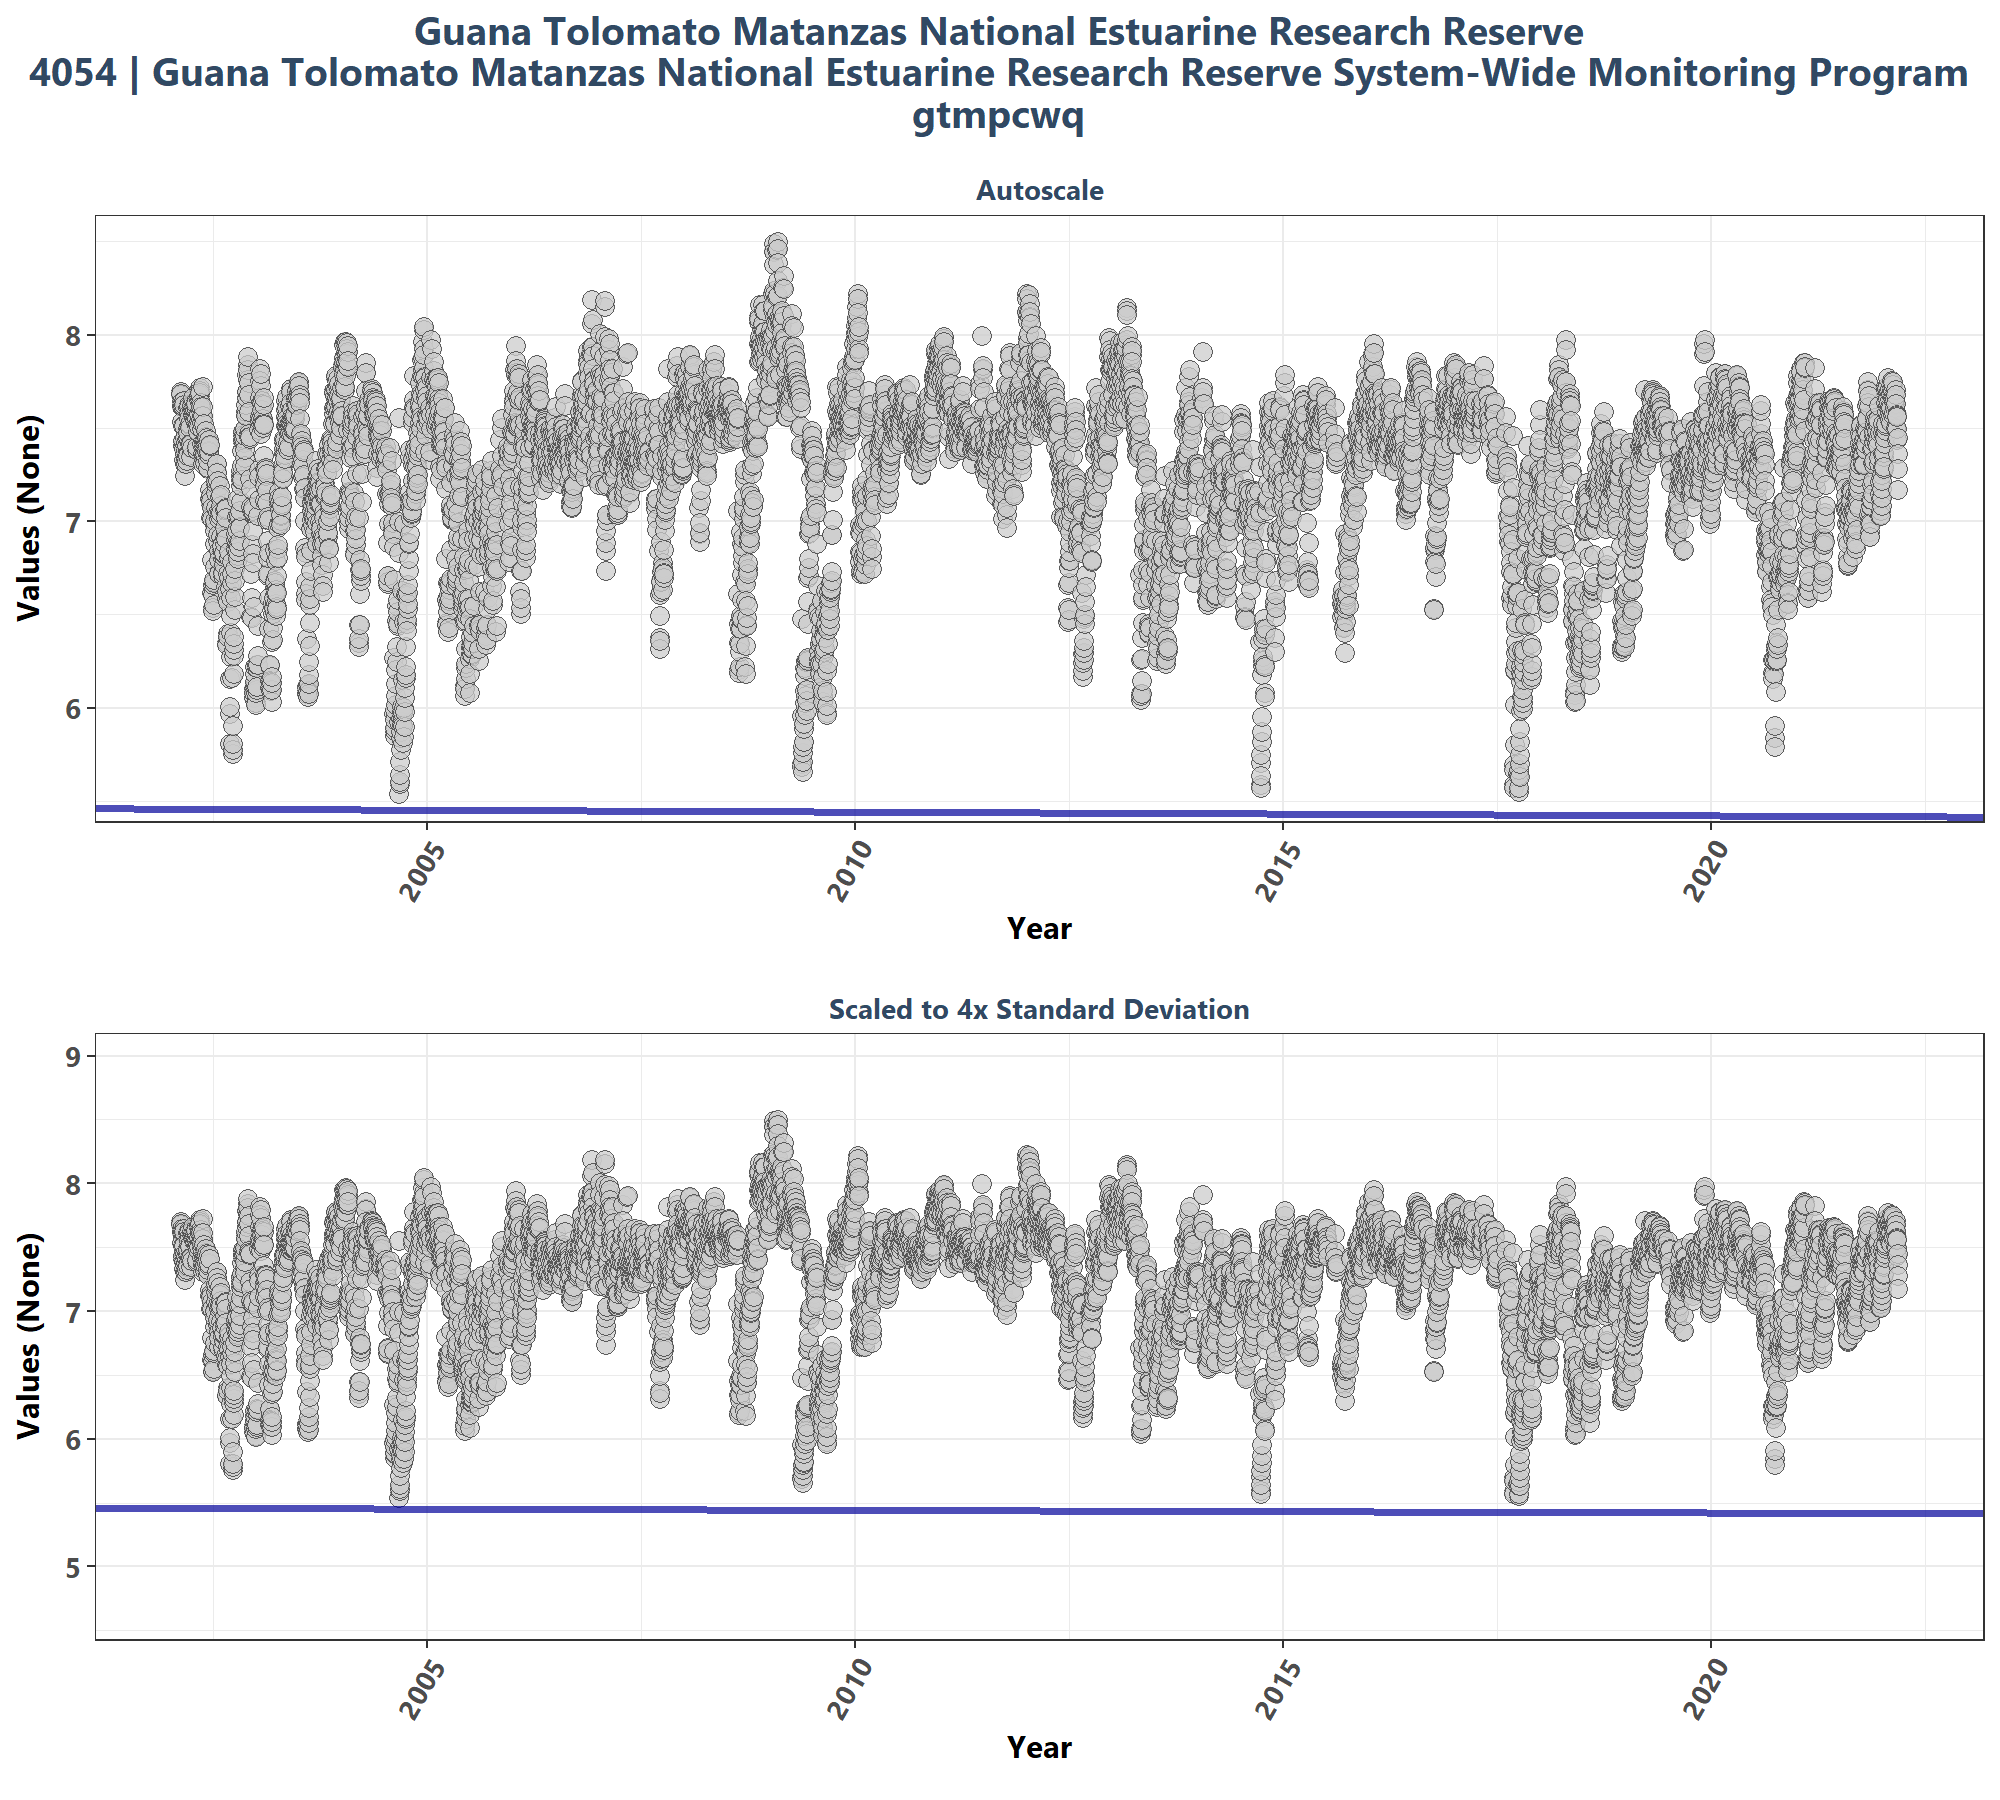 Guana Tolomato Matanzas National Estuarine Research Reserve
4054 | Guana Tolomato Matanzas National Estuarine Research Reserve System-Wide Monitoring Program
gtmpcwq
Autoscale
Values (None)
8
7
6
2005
2010
2015
2020
Year
Scaled to 4x Standard Deviation
Values (None)
9
8
7
6
5
2005
2010
2015
2020
Year